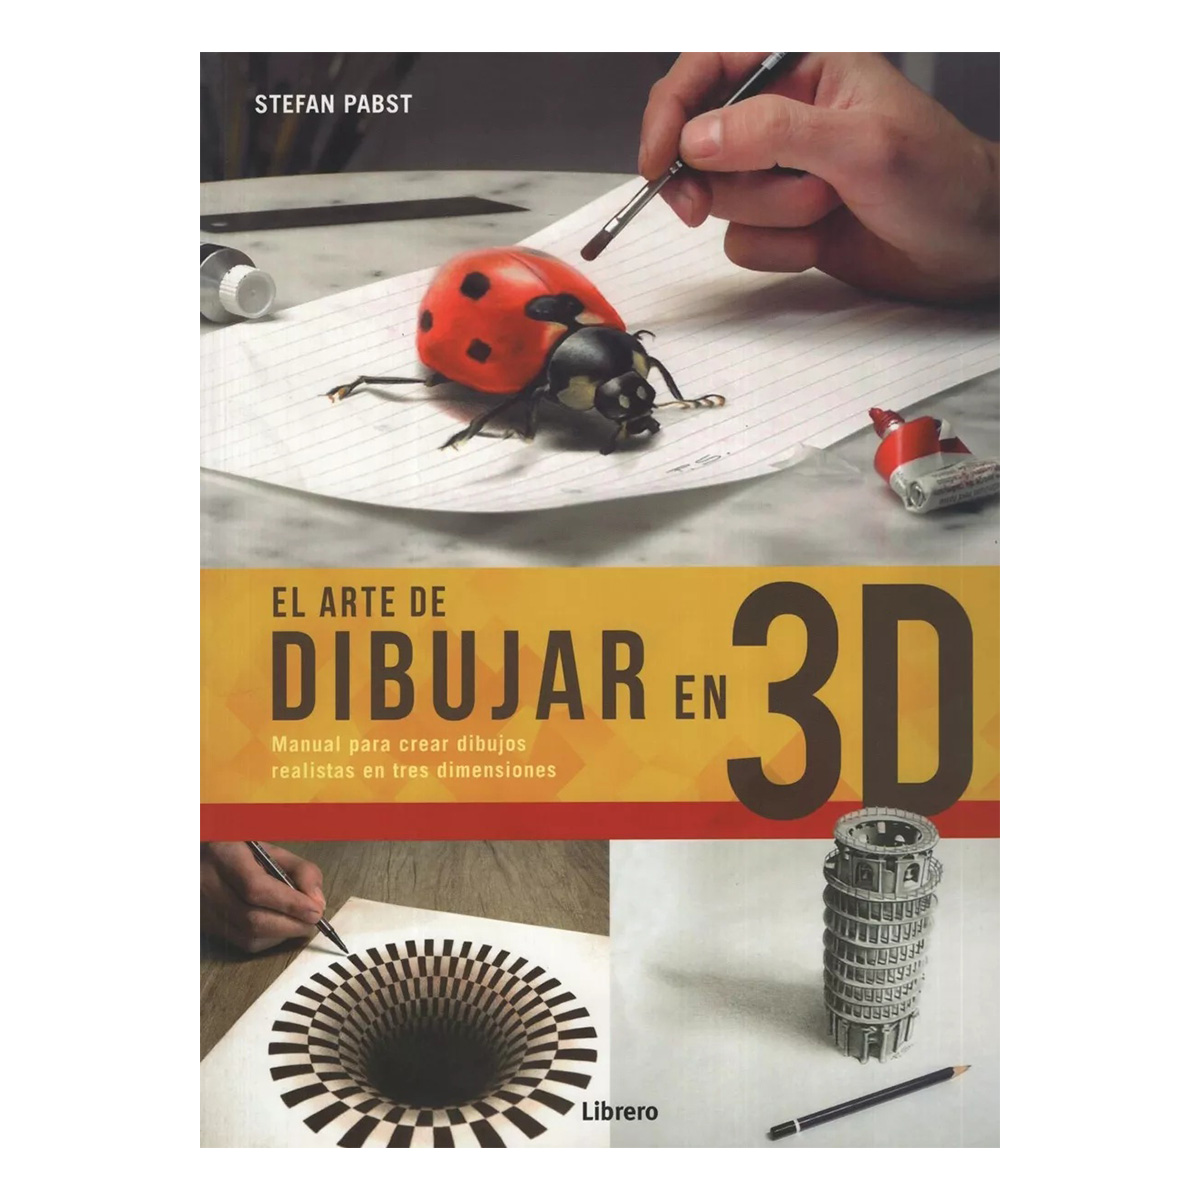 STEFAN PABST
P.S.
EL ARTE DE
DIBUJAR EN 3D
Manual para crear dibujos
realistas en tres dimensiones
Librero